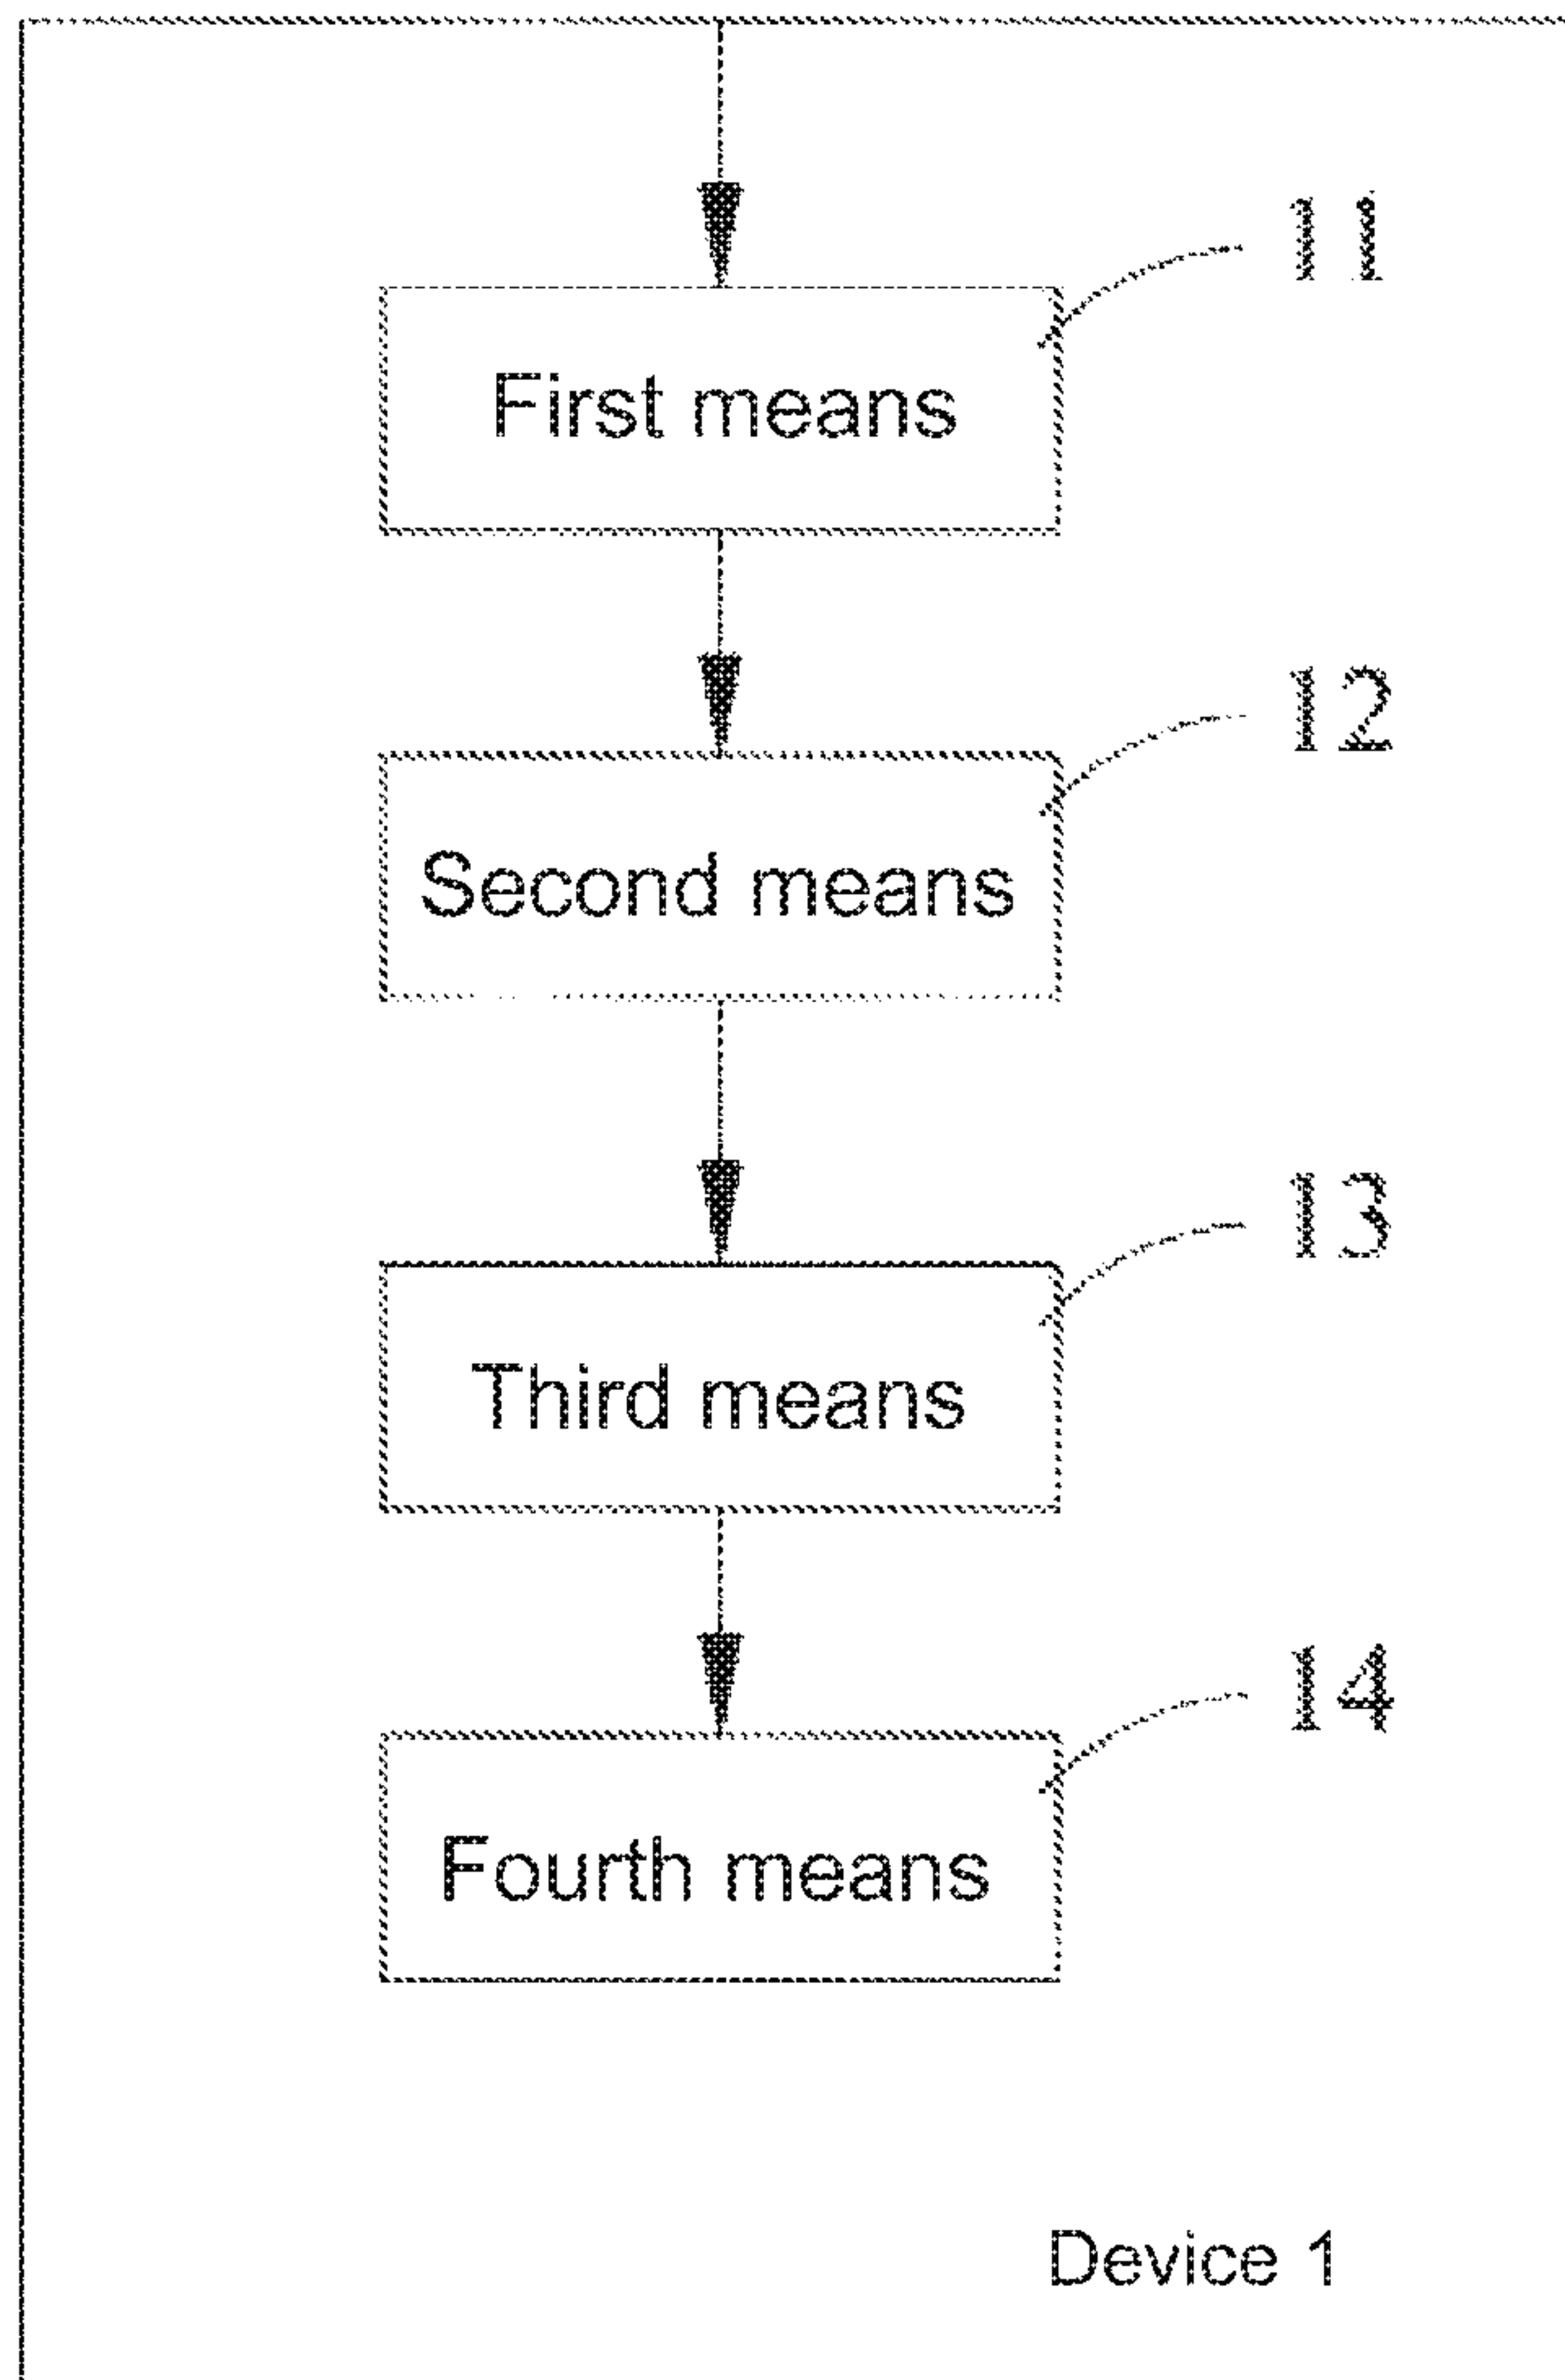 11
First means
12
Second means
13
Third means
14
Fourth means
Device 1